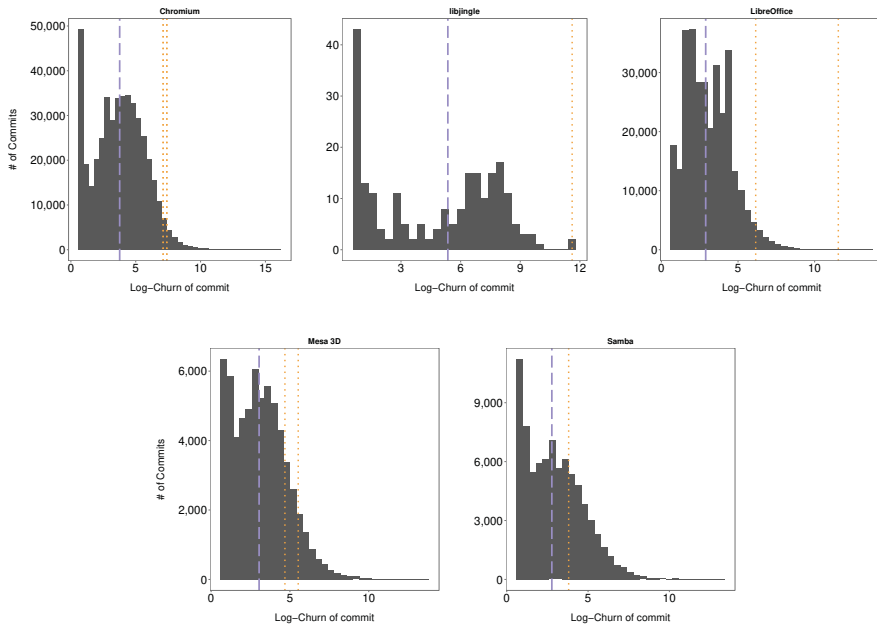 Chromium
libjingle
LibreOffice
# of Commits
50,000
40,000
30,000
20,000
10,000
0
0 5 10 15
Log−Churn of commit
40
30
20
10
0
3 6 9 12
Log−Churn of commit
30,000
20,000
10,000
0
0 5 10
Log−Churn of commit
Mesa 3D
Samba
# of Commits
6,000
4,000
2,000
0
0 5 10
Log−Churn of commit
9,000
6,000
3,000
0
0 5 10
Log−Churn of commit